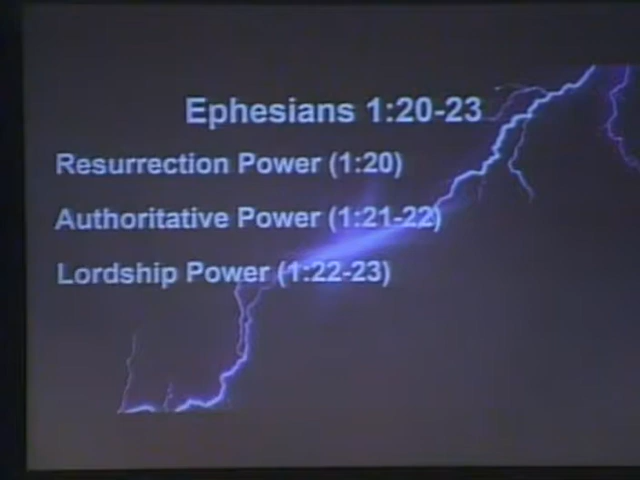 Ephesians 1:20-23
Resurrection Power (1:20)
Authoritative Power (1:21-22)
Lordship Power (1:22-23)